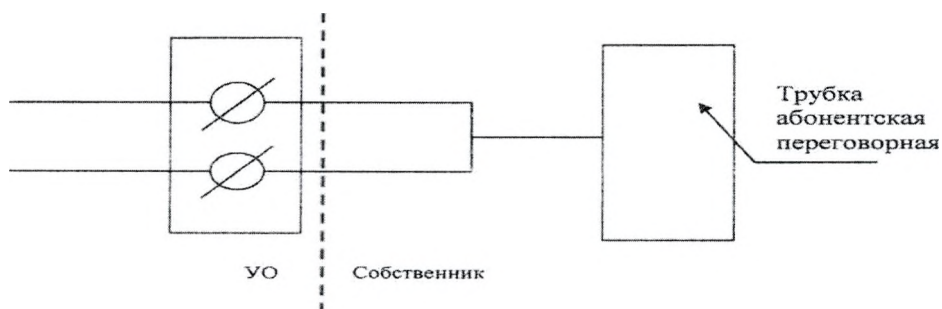 Трубка
абонентская
переговорная
УО
Собственник